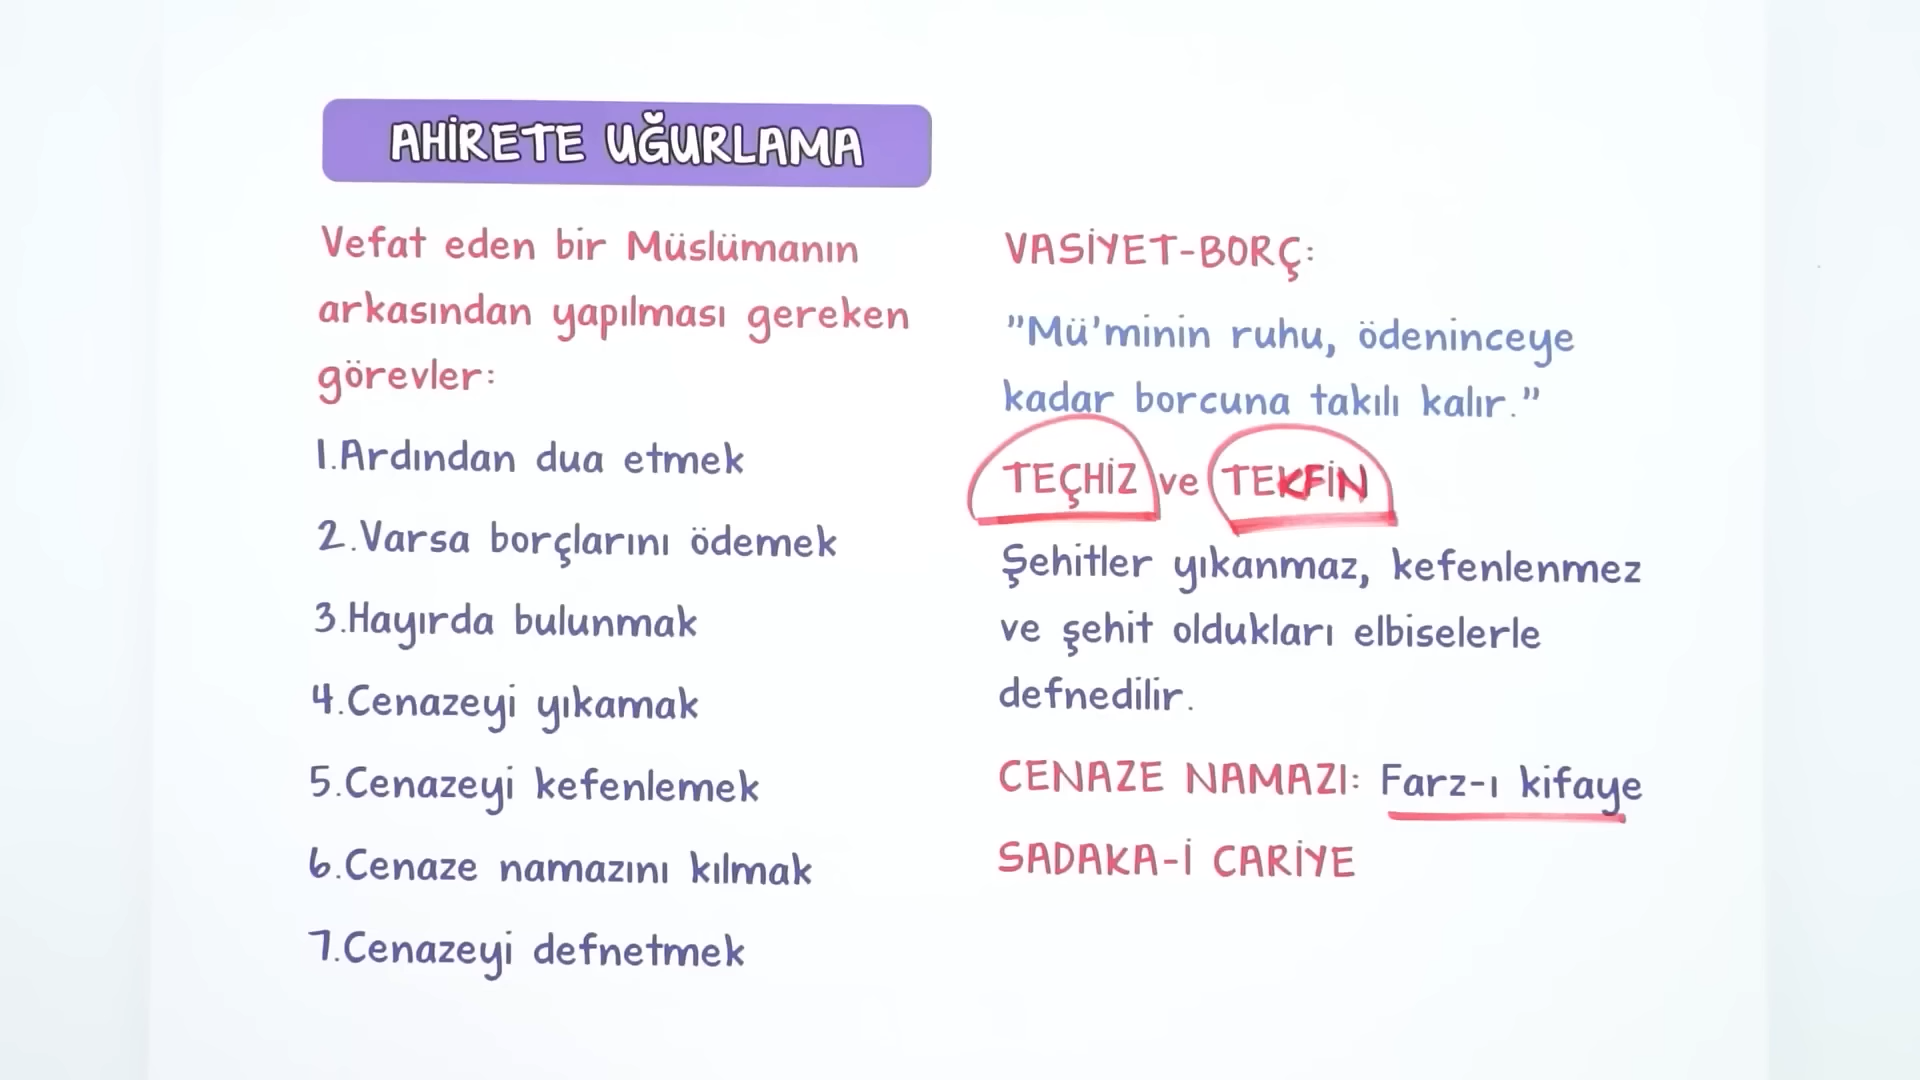 AHİRETE UĞURLAMA
Vefat eden bir Müslümanın
arkasından yapılması gereken
görevler:
1.Ardından dua etmek
2.Varsa borçlarını ödemek
3.Hayırda bulunmak
4.Cenazeyi yıkamak
5.Cenazeyi kefenlemek
6.Cenaze namazını kılmak
7.Cenazeyi defnetmek
VASİYET-BORÇ:
"Mü'minin ruhu, ödeninceye
kadar borcuna takılı kalır."
TEÇHİZ ve TEKFİN
Şehitler yıkanmaz, kefenlenmez
ve şehit oldukları elbiselerle
defnedilir.
CENAZE NAMAZI: Farz-ı kifaye
SADAKA-İ CARİYE